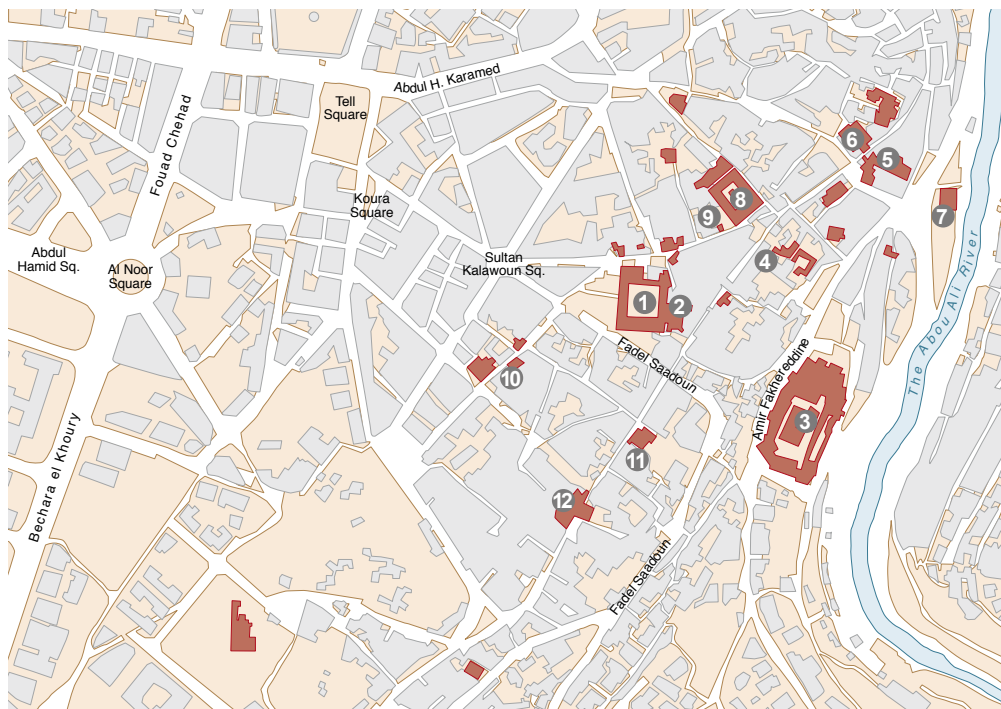 Abdul H. Karamed
Tell
Square
Fouad Chehad
6
5
8
7
Koura
Square
9
Abdul
Hamid Sq.
Al Noor
Square
Sultan
Kalawoun Sq.
4
1
2
The Abou Ali River
Fadel Saadoun
10
Amir Fakhereddine
3
Bechara el Khoury
11
12
Fadel Saadoun